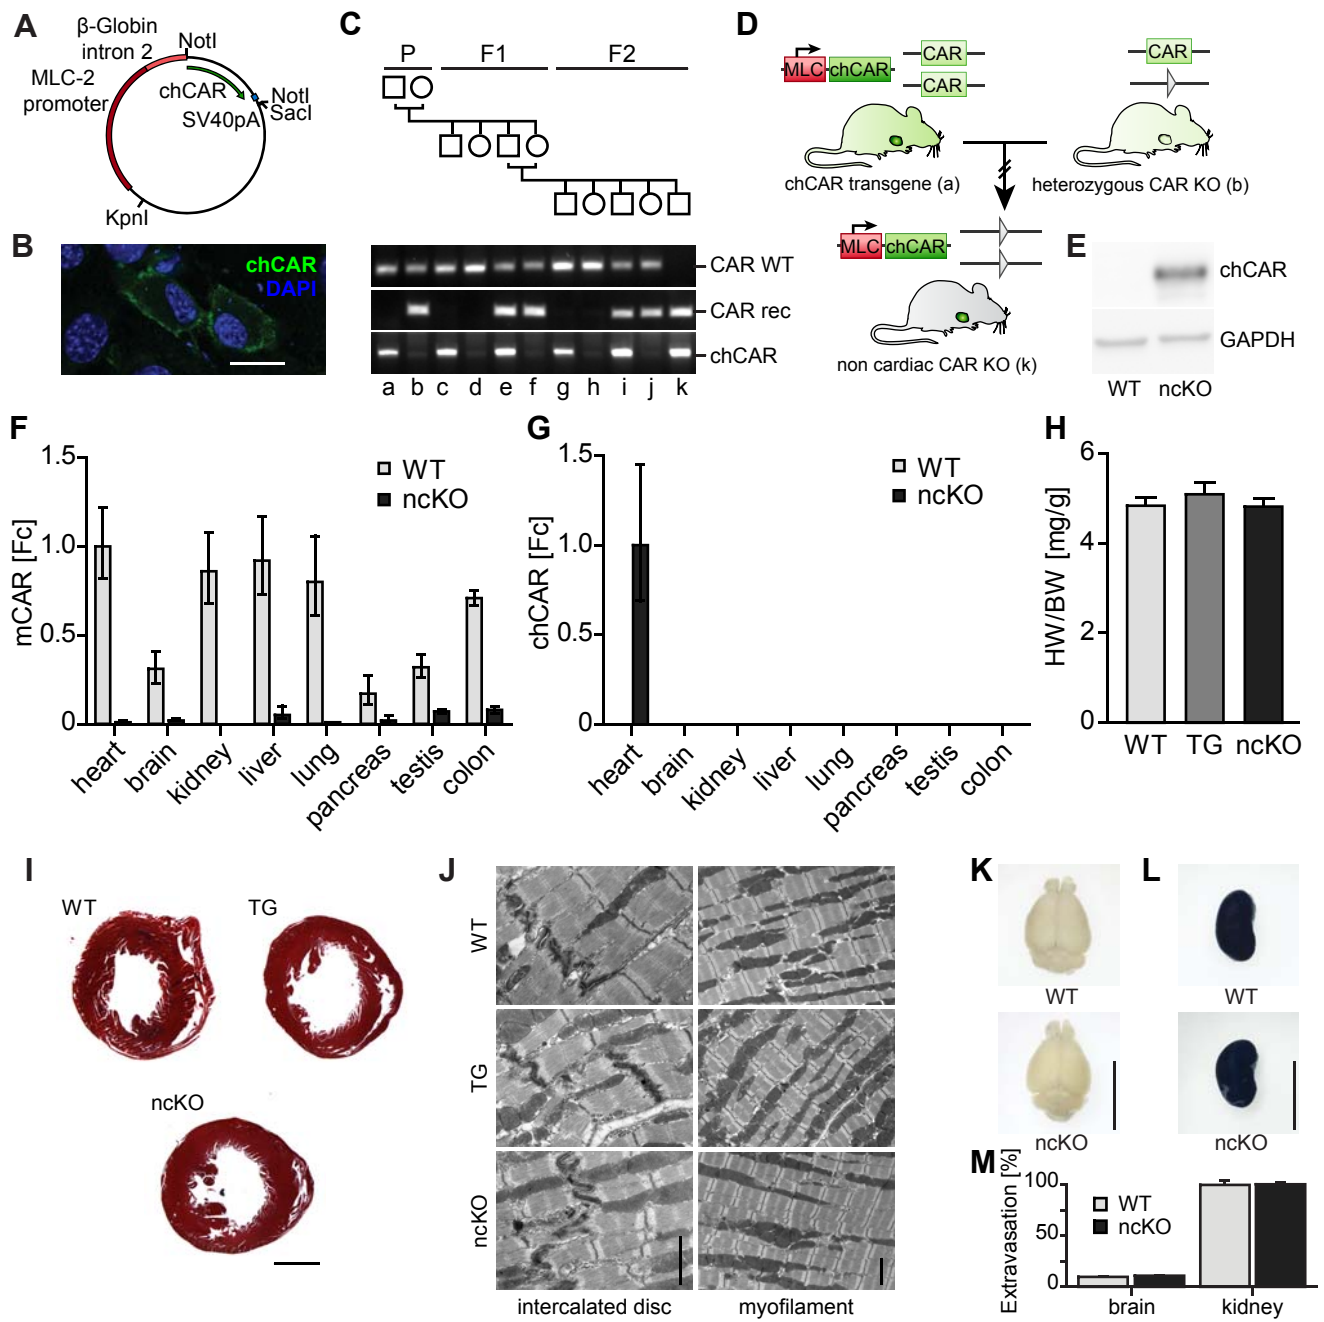 A
β-Globin
intron 2
NotI
MLC-2
promoter
chCAR
NotI
SacI
SV40pA
KpnI
B
chCAR
DAPI
C
P
F1
F2
CAR WT
CAR rec
chCAR
a b c d e f g h i j k
D
MLC
chCAR
CAR
CAR
CAR
chCAR transgene (a)
heterozygous CAR KO (b)
MLC
chCAR
non cardiac CAR KO (k)
E
chCAR
GAPDH
WT
ncKO
F
mCAR [Fc]
1.5
1.0
0.5
0
WT
ncKO
heart
brain
kidney
liver
lung
pancreas
testis
colon
G
chCAR [Fc]
1.5
1.0
0.5
0
WT
ncKO
heart
brain
kidney
liver
lung
pancreas
testis
colon
H
HW/BW [mg/g]
6
4
2
0
WT
TG
ncKO
I
WT
TG
ncKO
J
WT
TG
ncKO
intercalated disc
myofilament
K
WT
ncKO
L
WT
ncKO
M
Extravasation [%]
100
50
0
WT
ncKO
brain
kidney